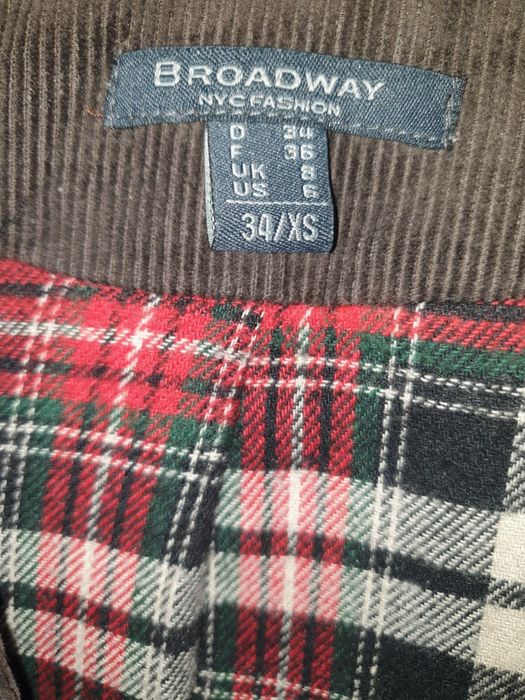 BROADWAY
NYC FASHION
D 34
F 36
UK 8
US 6
34/XS